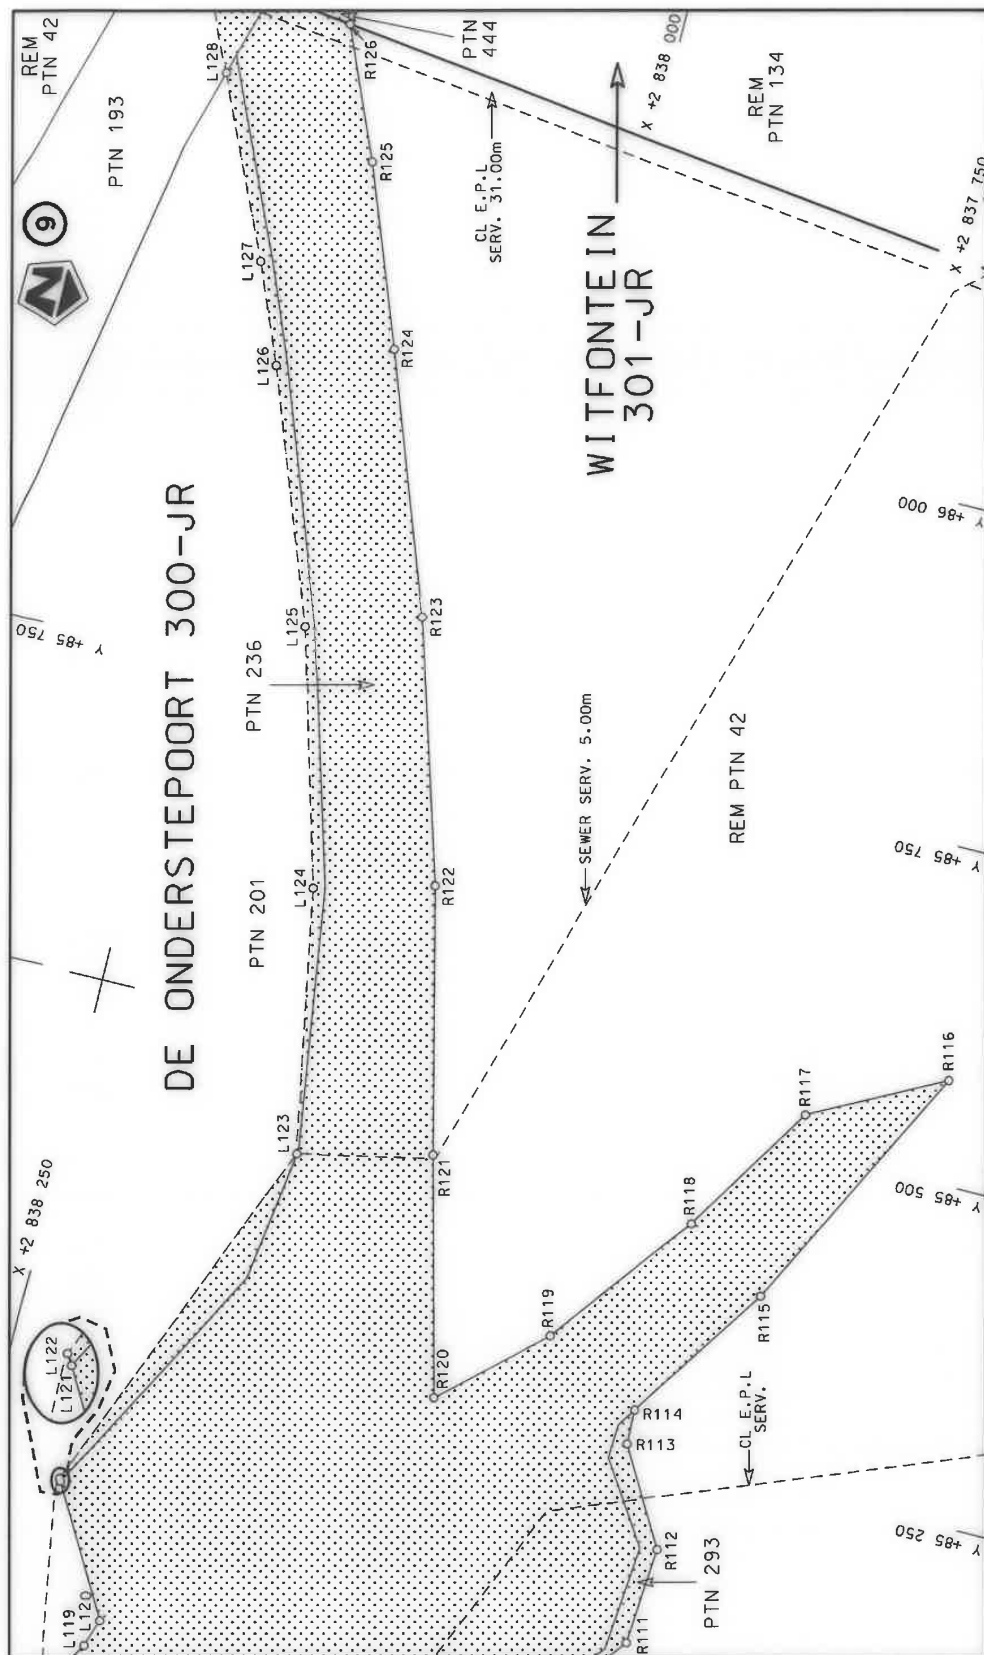 REM
PTN 42
PTN 193
L128
R126
PTN
444
X +2 838 000
REM
PTN 134
R125
CL E.P.L
SERV. 31.00m
9
N
L127
L126
R124
WITFONTEIN
301-JR
X +2 837 750
Y +86 000
DE ONDERSTEPOORT 300-JR
Y +85 750
L125
R123
PTN 236
SEWER SERV. 5.00m
REM PTN 42
Y +85 750
PTN 201
L124
R122
L123
R121
R116
R117
R118
Y +85 500
X +2 838 250
L122
L121
R119
R115
R120
R114
R113
CL E.P.L
SERV.
R112
Y +85 250
PTN 293
R111
L119
L12